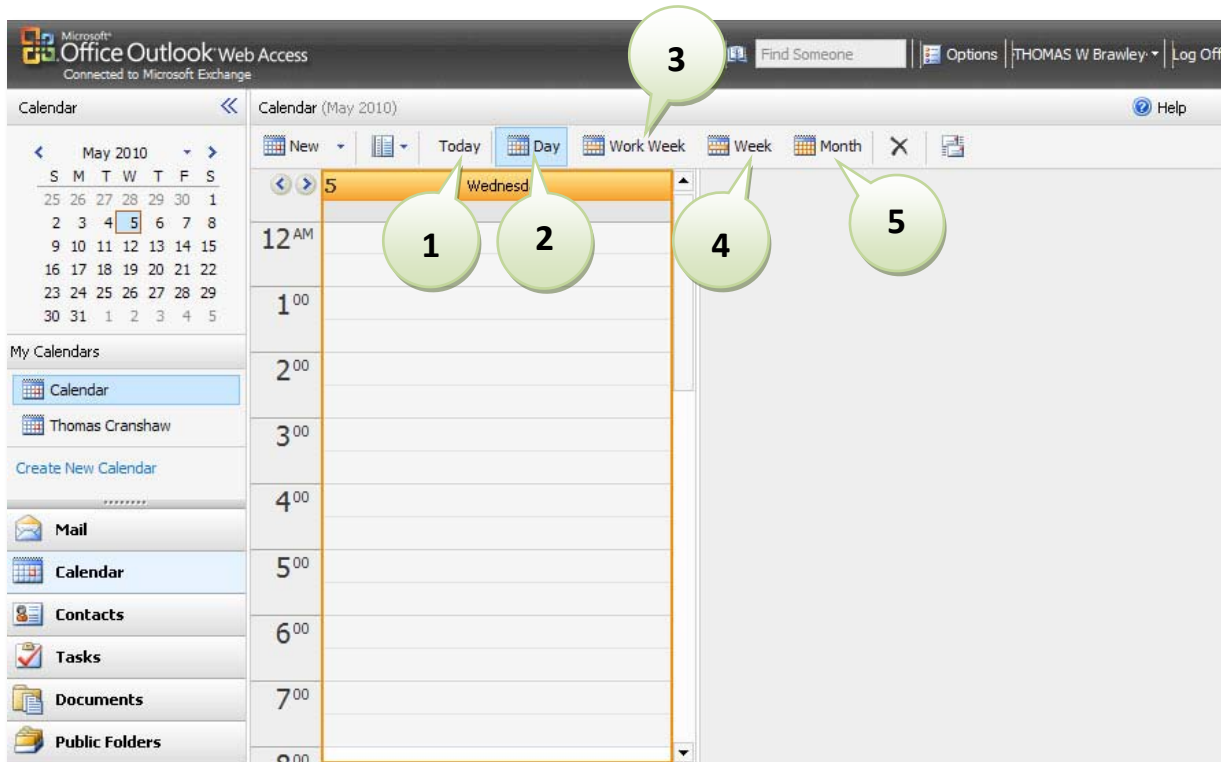 Microsoft®
Office Outlook® Web Access
Connected to Microsoft Exchange
3
Find Someone
Options
THOMAS W Brawley
Log Off
Calendar
Calendar (May 2010)
Help
May 2010
S M T W T F S
25 26 27 28 29 30 1
2 3 4 5 6 7 8
9 10 11 12 13 14 15
16 17 18 19 20 21 22
23 24 25 26 27 28 29
30 31 1 2 3 4 5
New
Today
Day
Work Week
Week
Month
5 Wednesd
1
2
4
5
12 AM
1 00
2 00
3 00
4 00
5 00
6 00
7 00
My Calendars
Calendar
Thomas Cranshaw
Create New Calendar
Mail
Calendar
Contacts
Tasks
Documents
Public Folders